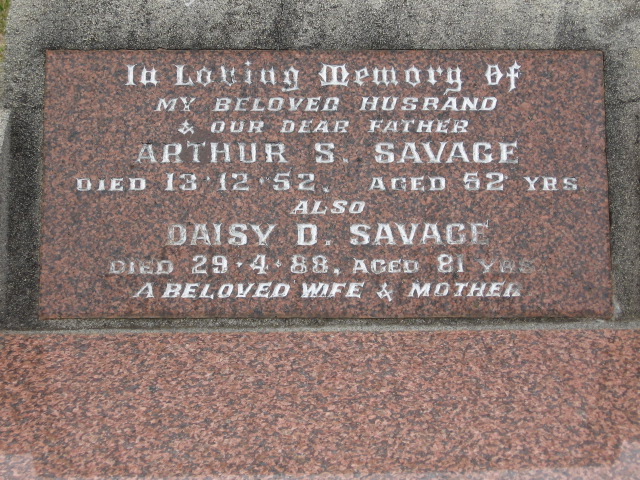 In Loving Memory Of
MY BELOVED HUSBAND
& OUR DEAR FATHER
ARTHUR S. SAVAGE
DIED 13·12·52. AGED 52 YRS
ALSO
DAISY D. SAVAGE
DIED 29·4·88, AGED 81 YRS
A BELOVED WIFE & MOTHER